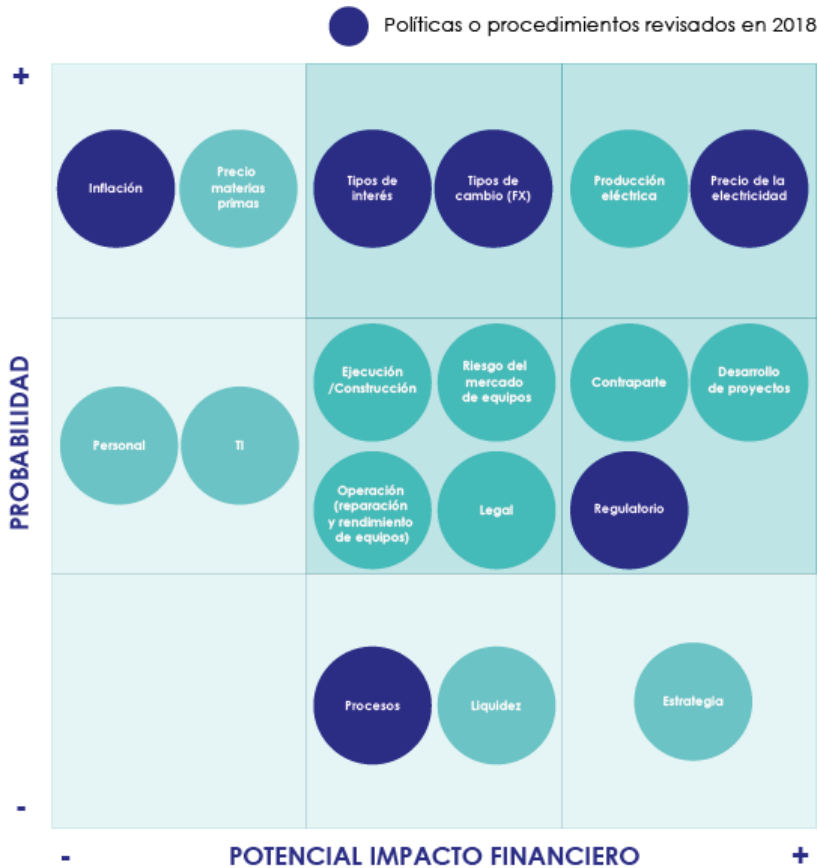 Políticas o procedimientos revisados en 2018
+
Inflación
Precio
materias
primas
Tipos de
interés
Tipos de
cambio (FX)
Producción
eléctrica
Precio de la
electricidad
PROBABILIDAD
Personal
TI
Ejecución
/Construcción
Riesgo del
mercado
de equipos
Contraparte
Desarrollo
de proyectos
Operación
(reparación
y rendimiento
de equipos)
Legal
Regulatorio
Procesos
Liquidez
Estrategia
-
-
POTENCIAL IMPACTO FINANCIERO
+